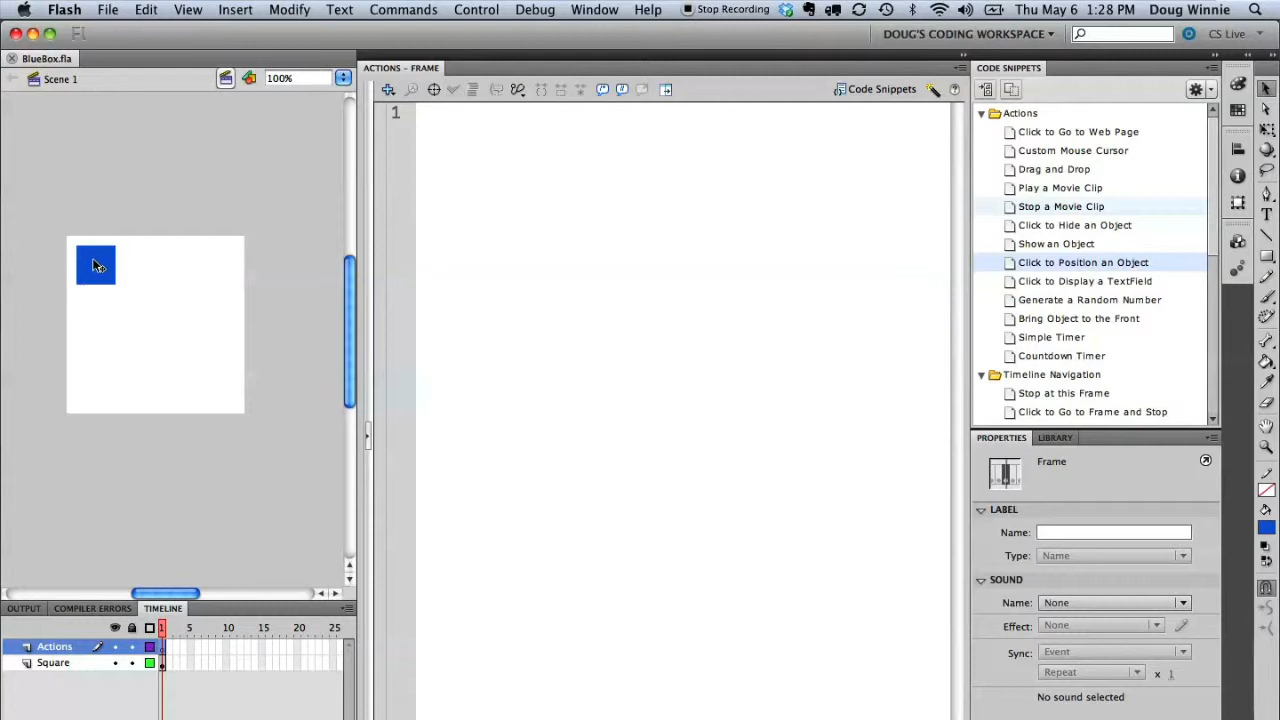 Flash File Edit View Insert Modify Text Commands Control Debug Window Help Stop Recording Thu May 6 1:28 PM Doug Winnie
Fl DOUG'S CODING WORKSPACE CS Live
BlueBox.fla
Scene 1 100%
ACTIONS - FRAME
Code Snippets
1
CODE SNIPPETS
Actions
Click to Go to Web Page
Custom Mouse Cursor
Drag and Drop
Play a Movie Clip
Stop a Movie Clip
Click to Hide an Object
Show an Object
Click to Position an Object
Click to Display a TextField
Generate a Random Number
Bring Object to the Front
Simple Timer
Countdown Timer
Timeline Navigation
Stop at this Frame
Click to Go to Frame and Stop
PROPERTIES LIBRARY
Frame
LABEL
Name:
Type: Name
SOUND
Name: None
Effect: None
Sync: Event
Repeat x 1
No sound selected
OUTPUT COMPILER ERRORS TIMELINE
1 5 10 15 20 25
Actions
Square